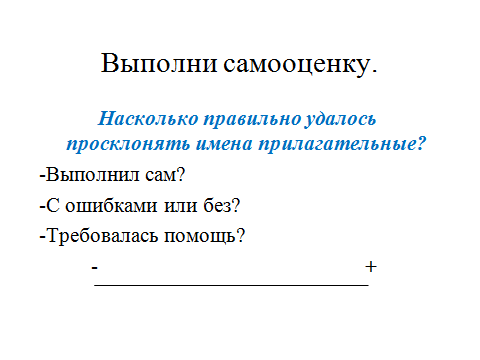 Выполни самооценку.
Насколько правильно удалось
просклонять имена прилагательные?
-Выполнил сам?
-С ошибками или без?
-Требовалась помощь?
- +